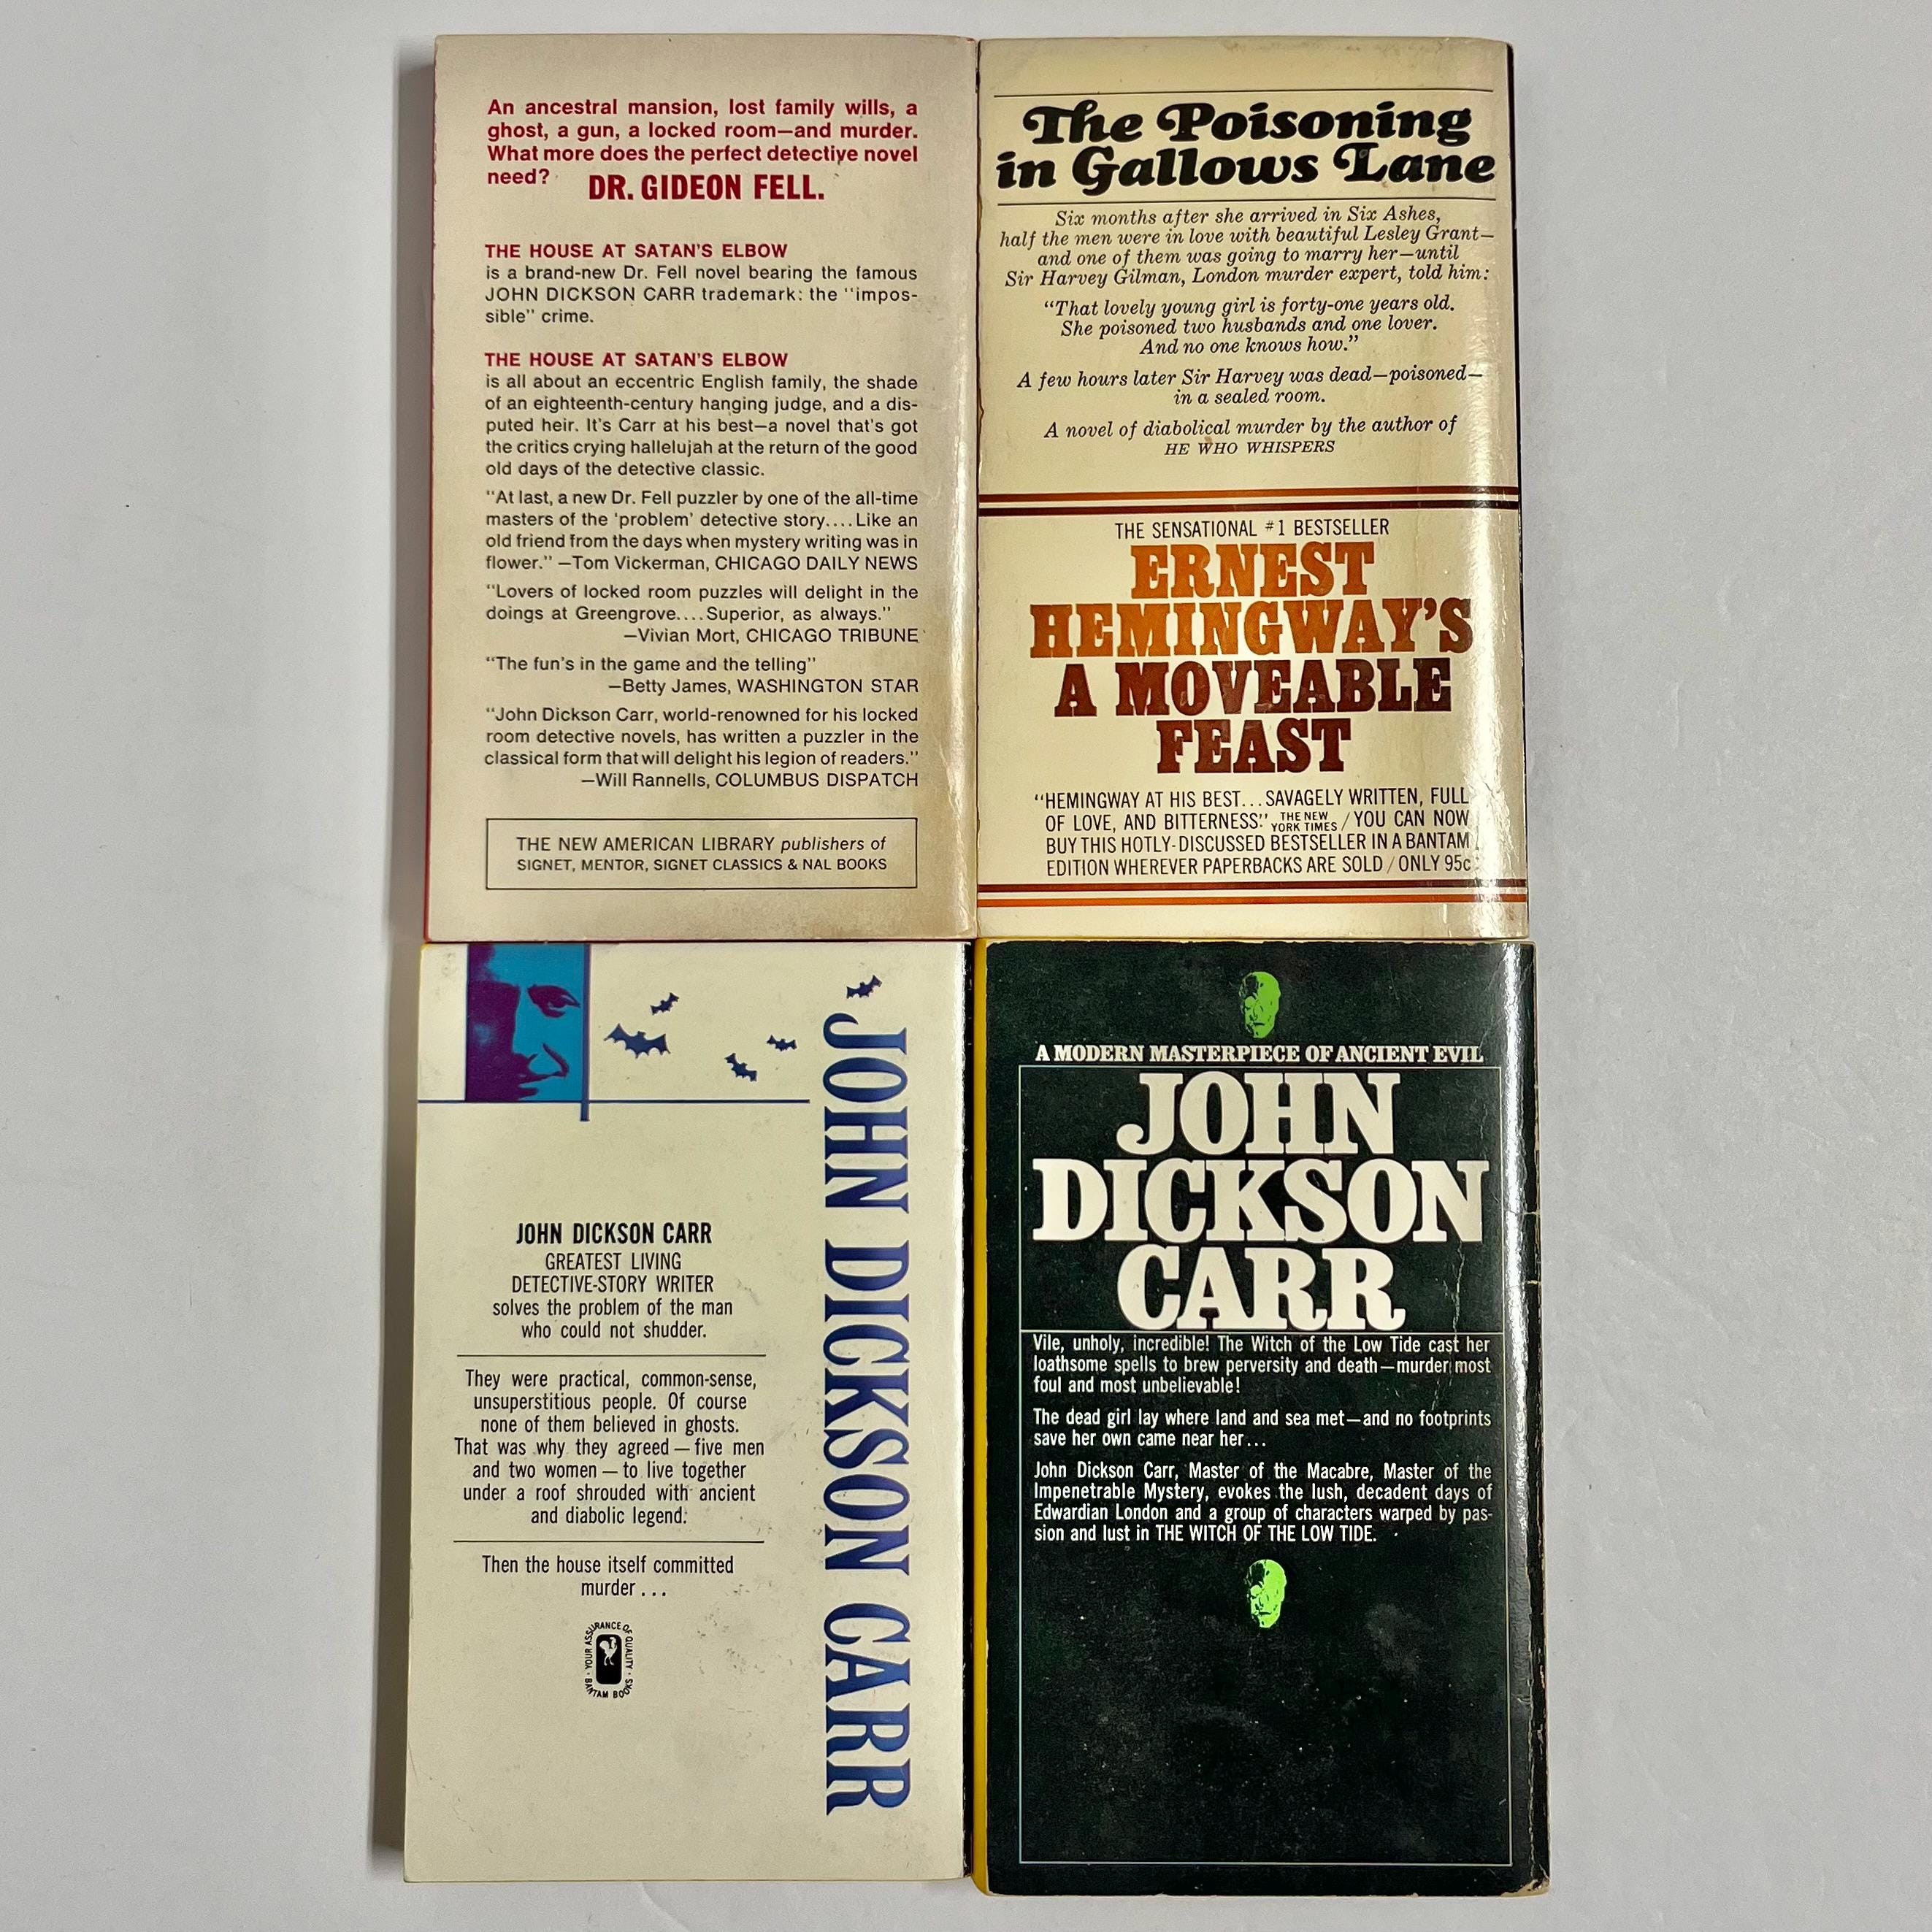 An ancestral mansion, lost family wills, a
ghost, a gun, a locked room—and murder.
What more does the perfect detective novel
need? DR. GIDEON FELL.
THE HOUSE AT SATAN'S ELBOW
is a brand-new Dr. Fell novel bearing the famous
JOHN DICKSON CARR trademark: the "impos-
sible" crime.
THE HOUSE AT SATAN'S ELBOW
is all about an eccentric English family, the shade
of an eighteenth-century hanging judge, and a dis-
puted heir. It's Carr at his best—a novel that's got
the critics crying hallelujah at the return of the good
old days of the detective classic.
"At last, a new Dr. Fell puzzler by one of the all-time
masters of the 'problem' detective story....Like an
old friend from the days when mystery writing was in
flower." —Tom Vickerman, CHICAGO DAILY NEWS
"Lovers of locked room puzzles will delight in the
doings at Greengrove....Superior, as always."
—Vivian Mort, CHICAGO TRIBUNE
"The fun's in the game and the telling"
—Betty James, WASHINGTON STAR
"John Dickson Carr, world-renowned for his locked
room detective novels, has written a puzzler in the
classical form that will delight his legion of readers."
—Will Rannells, COLUMBUS DISPATCH
THE NEW AMERICAN LIBRARY publishers of
SIGNET, MENTOR, SIGNET CLASSICS & NAL BOOKS
The Poisoning
in Gallows Lane
Six months after she arrived in Six Ashes,
half the men were in love with beautiful Lesley Grant—
and one of them was going to marry her—until
Sir Harvey Gilman, London murder expert, told him:
"That lovely young girl is forty-one years old.
She poisoned two husbands and one lover.
And no one knows how."
A few hours later Sir Harvey was dead—poisoned—
in a sealed room.
A novel of diabolical murder by the author of
HE WHO WHISPERS
THE SENSATIONAL #1 BESTSELLER
ERNEST
HEMINGWAY'S
A MOVEABLE
FEAST
"HEMINGWAY AT HIS BEST...SAVAGELY WRITTEN, FULL
OF LOVE, AND BITTERNESS." THE NEW YORK TIMES / YOU CAN NOW
BUY THIS HOTLY-DISCUSSED BESTSELLER IN A BANTAM
EDITION WHEREVER PAPERBACKS ARE SOLD / ONLY 95¢
JOHN DICKSON CARR
JOHN DICKSON CARR
GREATEST LIVING
DETECTIVE-STORY WRITER
solves the problem of the man
who could not shudder.
They were practical, common-sense,
unsuperstitious people. Of course
none of them believed in ghosts.
That was why they agreed — five men
and two women — to live together
under a roof shrouded with ancient
and diabolic legend.
Then the house itself committed
murder . . .
YOUR ASSURANCE OF QUALITY · BANTAM BOOKS ·
A MODERN MASTERPIECE OF ANCIENT EVIL
JOHN
DICKSON
CARR
Vile, unholy, incredible! The Witch of the Low Tide cast her
loathsome spells to brew perversity and death—murder most
foul and most unbelievable!
The dead girl lay where land and sea met—and no footprints
save her own came near her...
John Dickson Carr, Master of the Macabre, Master of the
Impenetrable Mystery, evokes the lush, decadent days of
Edwardian London and a group of characters warped by pas-
sion and lust in THE WITCH OF THE LOW TIDE.